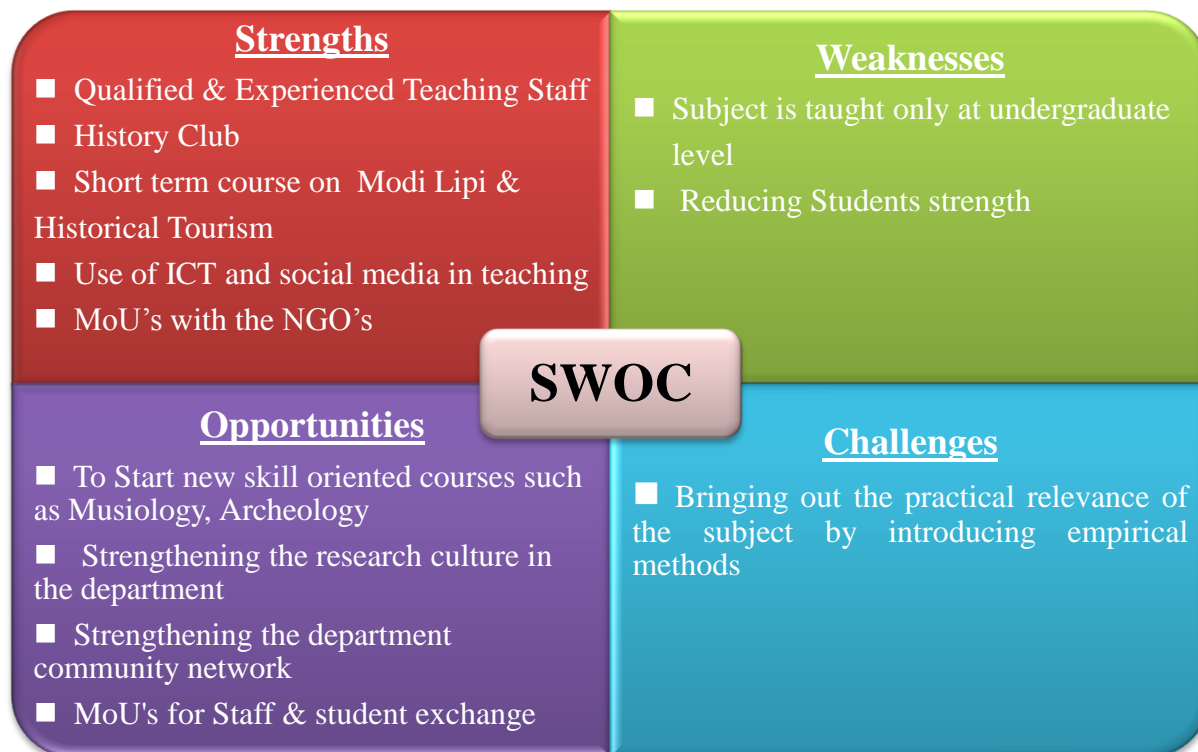 Strengths
■ Qualified & Experienced Teaching Staff
■ History Club
■ Short term course on Modi Lipi &
Historical Tourism
■ Use of ICT and social media in teaching
■ MoU’s with the NGO’s
Weaknesses
■ Subject is taught only at undergraduate
level
■ Reducing Students strength
SWOC
Opportunities
■ To Start new skill oriented courses such
as Musiology, Archeology
■ Strengthening the research culture in
the department
■ Strengthening the department
community network
■ MoU's for Staff & student exchange
Challenges
■ Bringing out the practical relevance of
the subject by introducing empirical
methods